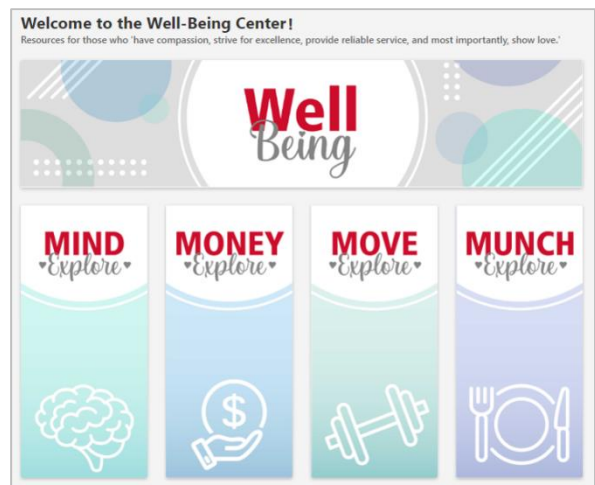 Welcome to the Well-Being Center!
Resources for those who 'have compassion, strive for excellence, provide reliable service, and most importantly, show love.'
Well
Being
MIND
Explore
MONEY
Explore
MOVE
Explore
MUNCH
Explore
$